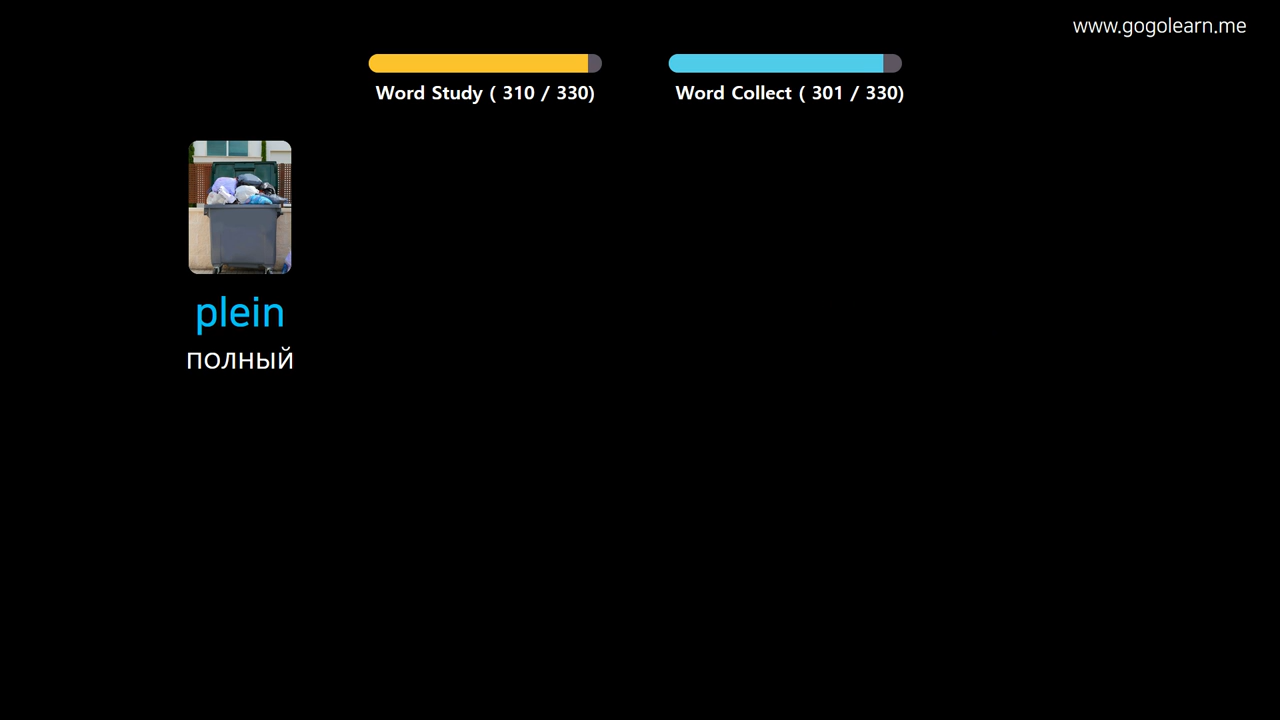 www.gogolearn.me
Word Study ( 310 / 330)
Word Collect ( 301 / 330)
plein
полный